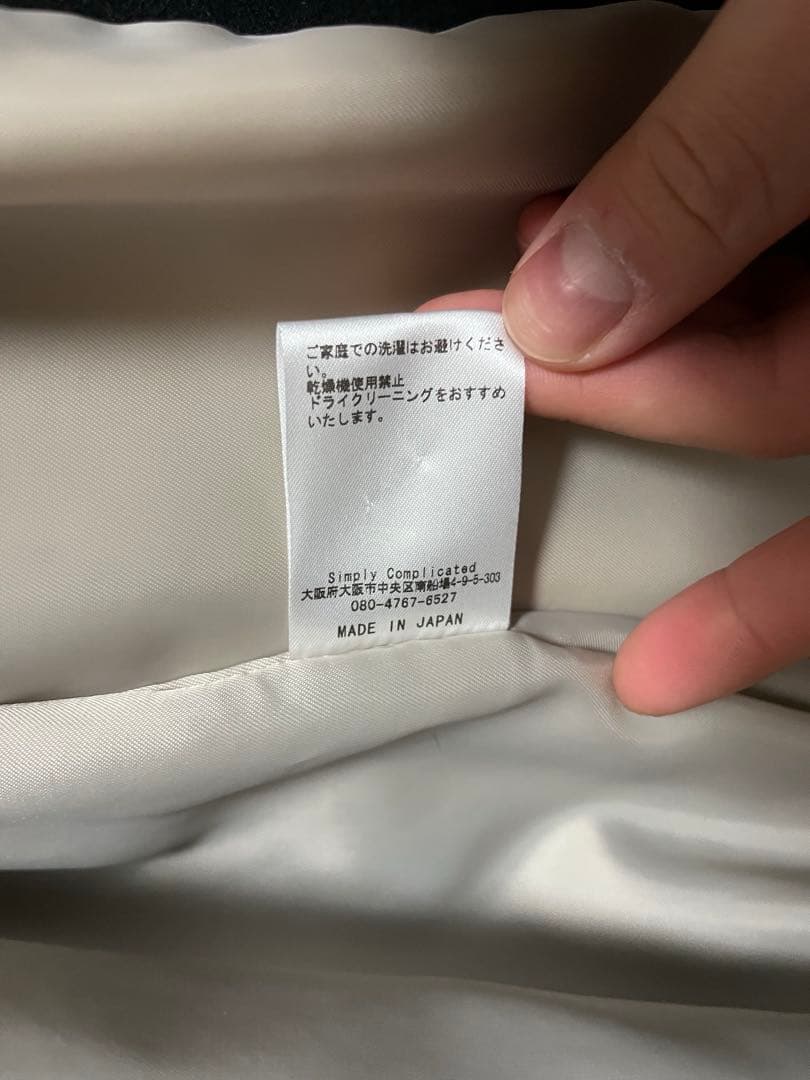 ご家庭での洗濯はお避けくださ
い。
乾燥機使用禁止
ドライクリーニングをおすすめ
いたします。
Simply Complicated
大阪府大阪市中央区南船場4-9-5-303
080-4767-6527
MADE IN JAPAN